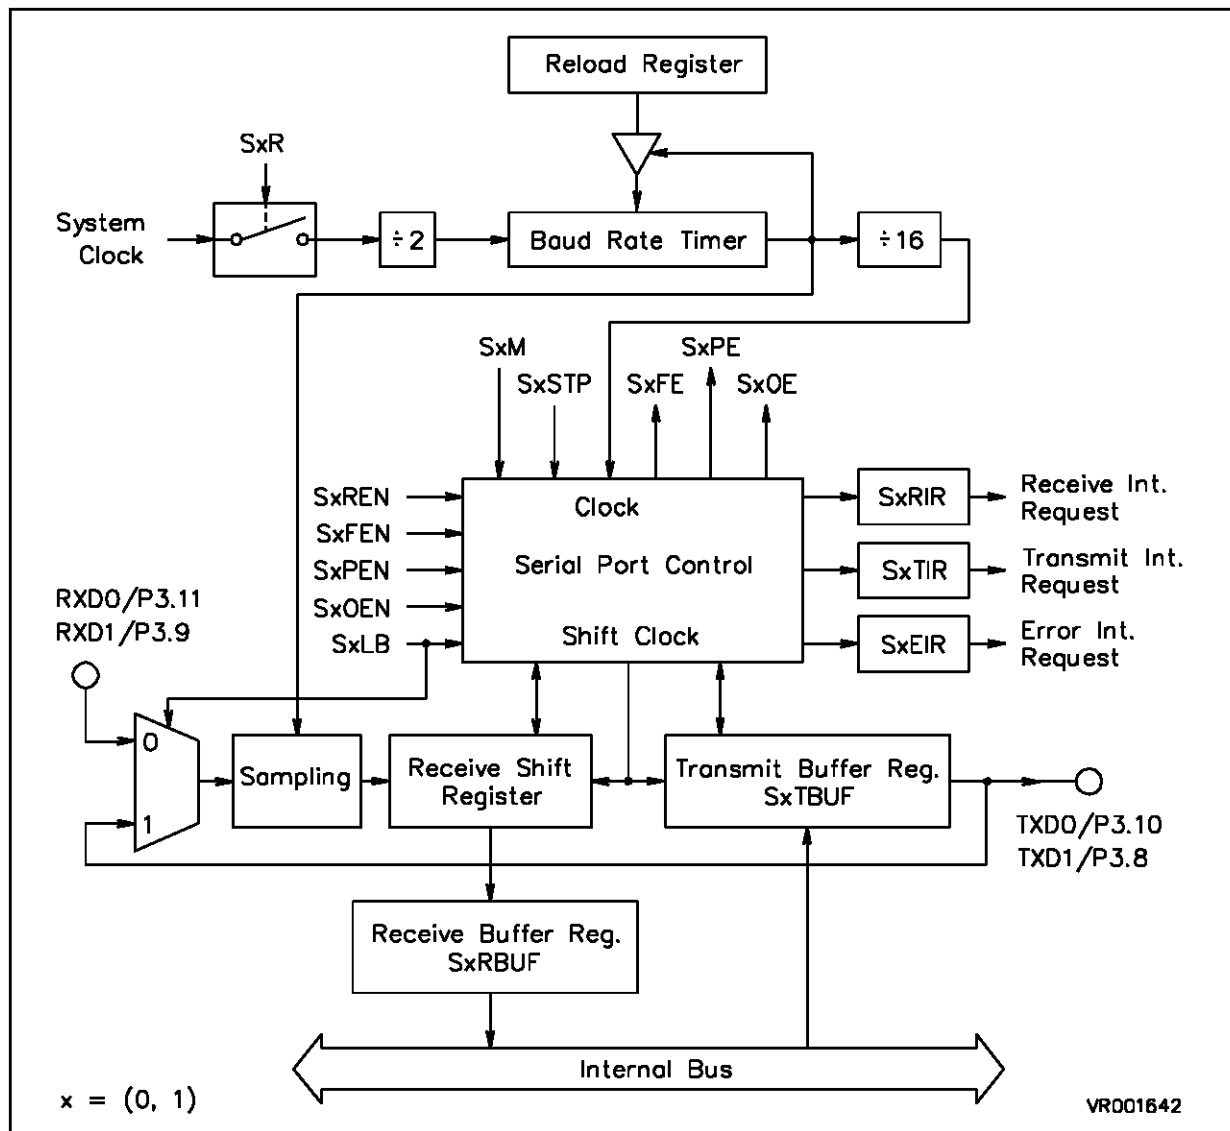 Reload Register
SxR
System
Clock
÷2
Baud Rate Timer
÷16
SxM
SxSTP
SxFE
SxPE
SxOE
SxREN
SxFEN
SxPEN
SxOEN
SxLB
Clock
Serial Port Control
Shift Clock
SxRIR
Receive Int.
Request
SxTIR
Transmit Int.
Request
SxEIR
Error Int.
Request
RXD0/P3.11
RXD1/P3.9
0
1
Sampling
Receive Shift
Register
Transmit Buffer Reg.
SxTBUF
TXD0/P3.10
TXD1/P3.8
Receive Buffer Reg.
SxRBUF
Internal Bus
x = (0, 1)
VR001642